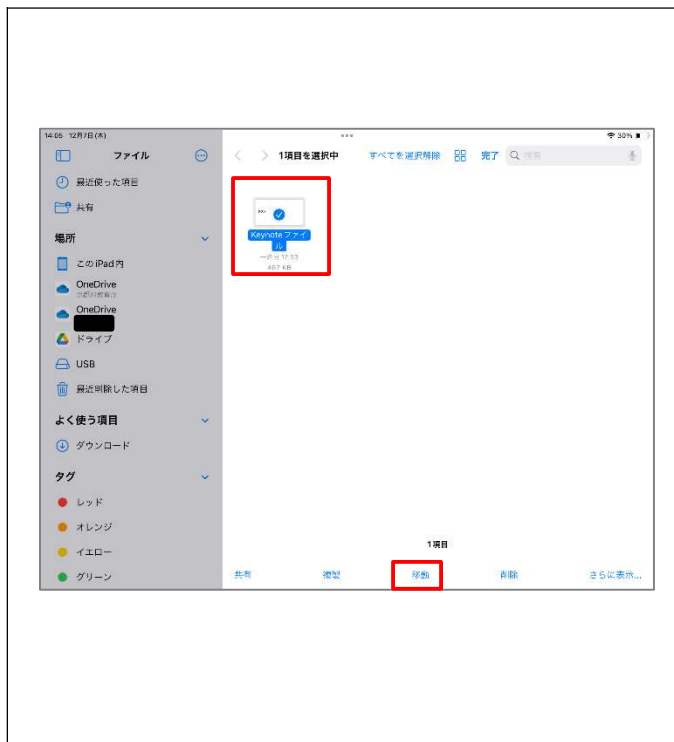 14:05 12月7日(木)
30%
ファイル
1項目を選択中
すべてを選択解除
完了
検索
最近使った項目
共有
場所
このiPad内
OneDrive
OneDrive
ドライブ
USB
最近削除した項目
よく使う項目
ダウンロード
タグ
レッド
オレンジ
イエロー
グリーン
Keynoteファイ
ル
17:33
1項目
共有
複製
移動
削除
さらに表示...